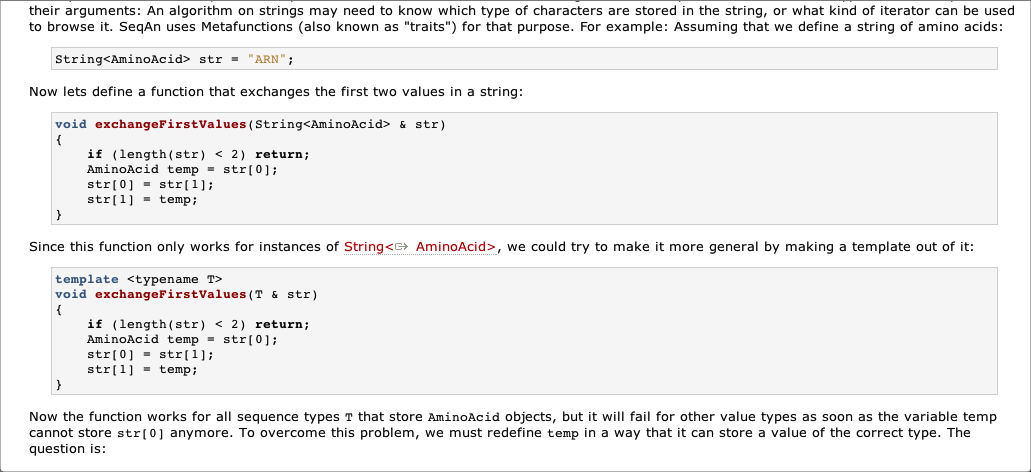 their arguments: An algorithm on strings may need to know which type of characters are stored in the string, or what kind of iterator can be used
to browse it. SeqAn uses Metafunctions (also known as "traits") for that purpose. For example: Assuming that we define a string of amino acids:
String<AminoAcid> str = "ARN";
Now lets define a function that exchanges the first two values in a string:
void exchangeFirstValues(String<AminoAcid> & str)
{
    if (length(str) < 2) return;
    AminoAcid temp = str[0];
    str[0] = str[1];
    str[1] = temp;
}
Since this function only works for instances of String< AminoAcid>, we could try to make it more general by making a template out of it:
template <typename T>
void exchangeFirstValues(T & str)
{
    if (length(str) < 2) return;
    AminoAcid temp = str[0];
    str[0] = str[1];
    str[1] = temp;
}
Now the function works for all sequence types T that store AminoAcid objects, but it will fail for other value types as soon as the variable temp
cannot store str[0] anymore. To overcome this problem, we must redefine temp in a way that it can store a value of the correct type. The
question is: